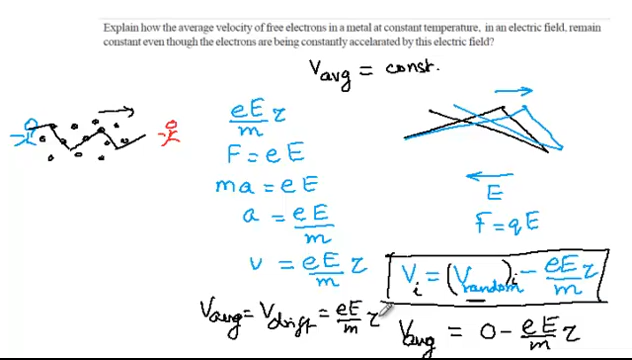 Explain how the average velocity of free electrons in a metal at constant temperature, in an electric field, remain
constant even though the electrons are being constantly accelarated by this electric field?
Vavg = const.
eE/m τ
F = eE
ma = eE
a = eE/m
v = eE/m τ
Vavg = Vdrift = eE/m τ
E
F = qE
Vi = (Vrandom)i - eE/m τ
Vavg = 0 - eE/m τ